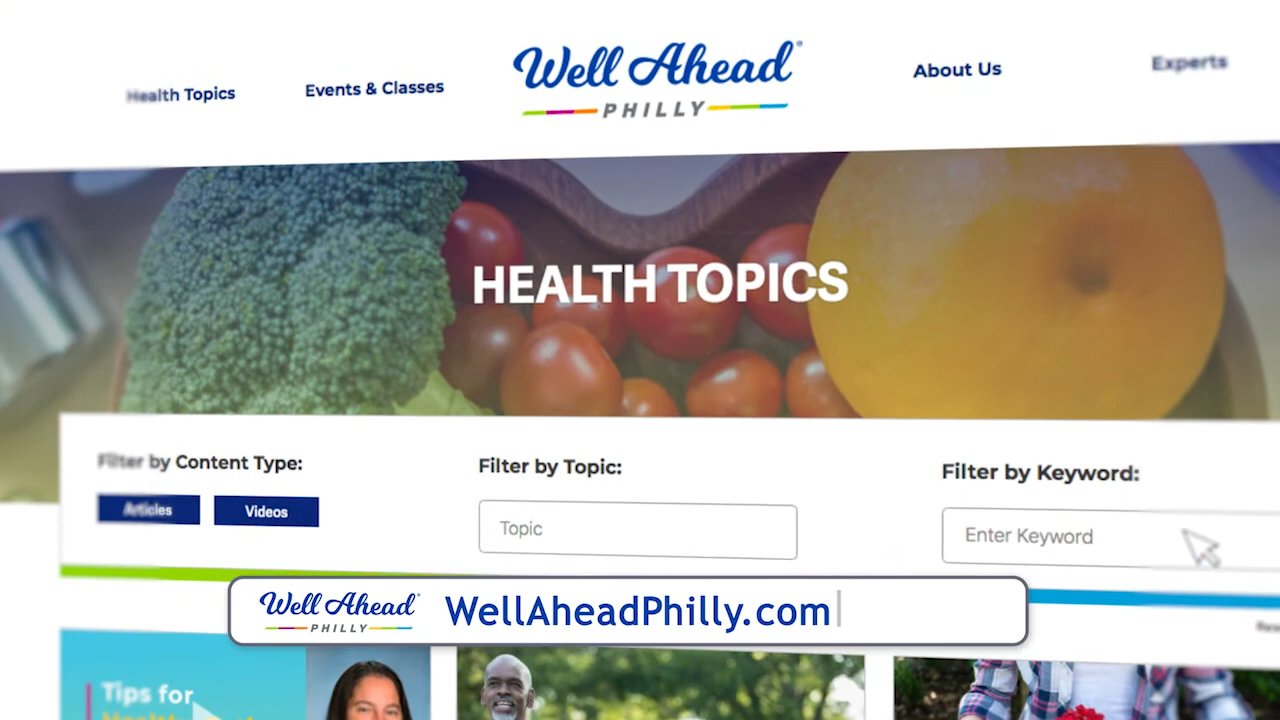 Health Topics
Events & Classes
Well Ahead®
PHILLY
About Us
Experts
HEALTH TOPICS
Filter by Content Type:
Filter by Topic:
Filter by Keyword:
Articles
Videos
Topic
Enter Keyword
Well Ahead®
PHILLY
WellAheadPhilly.com
Tips for